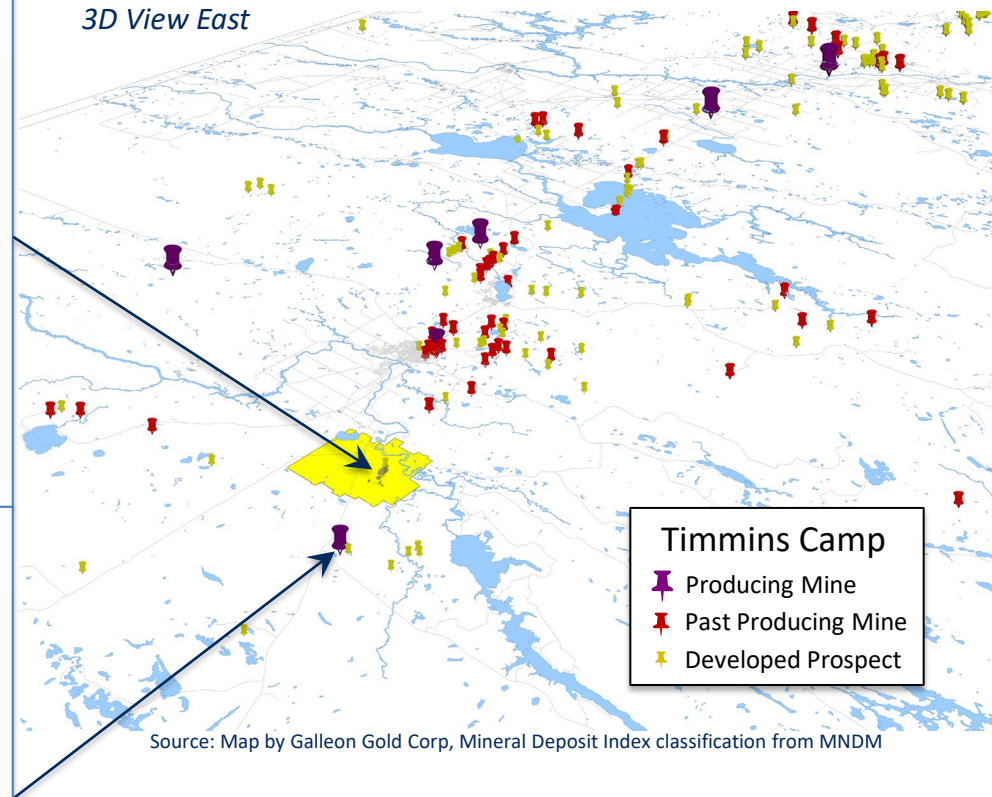 3D View East
Timmins Camp
Producing Mine
Past Producing Mine
Developed Prospect
Source: Map by Galleon Gold Corp, Mineral Deposit Index classification from MNDM